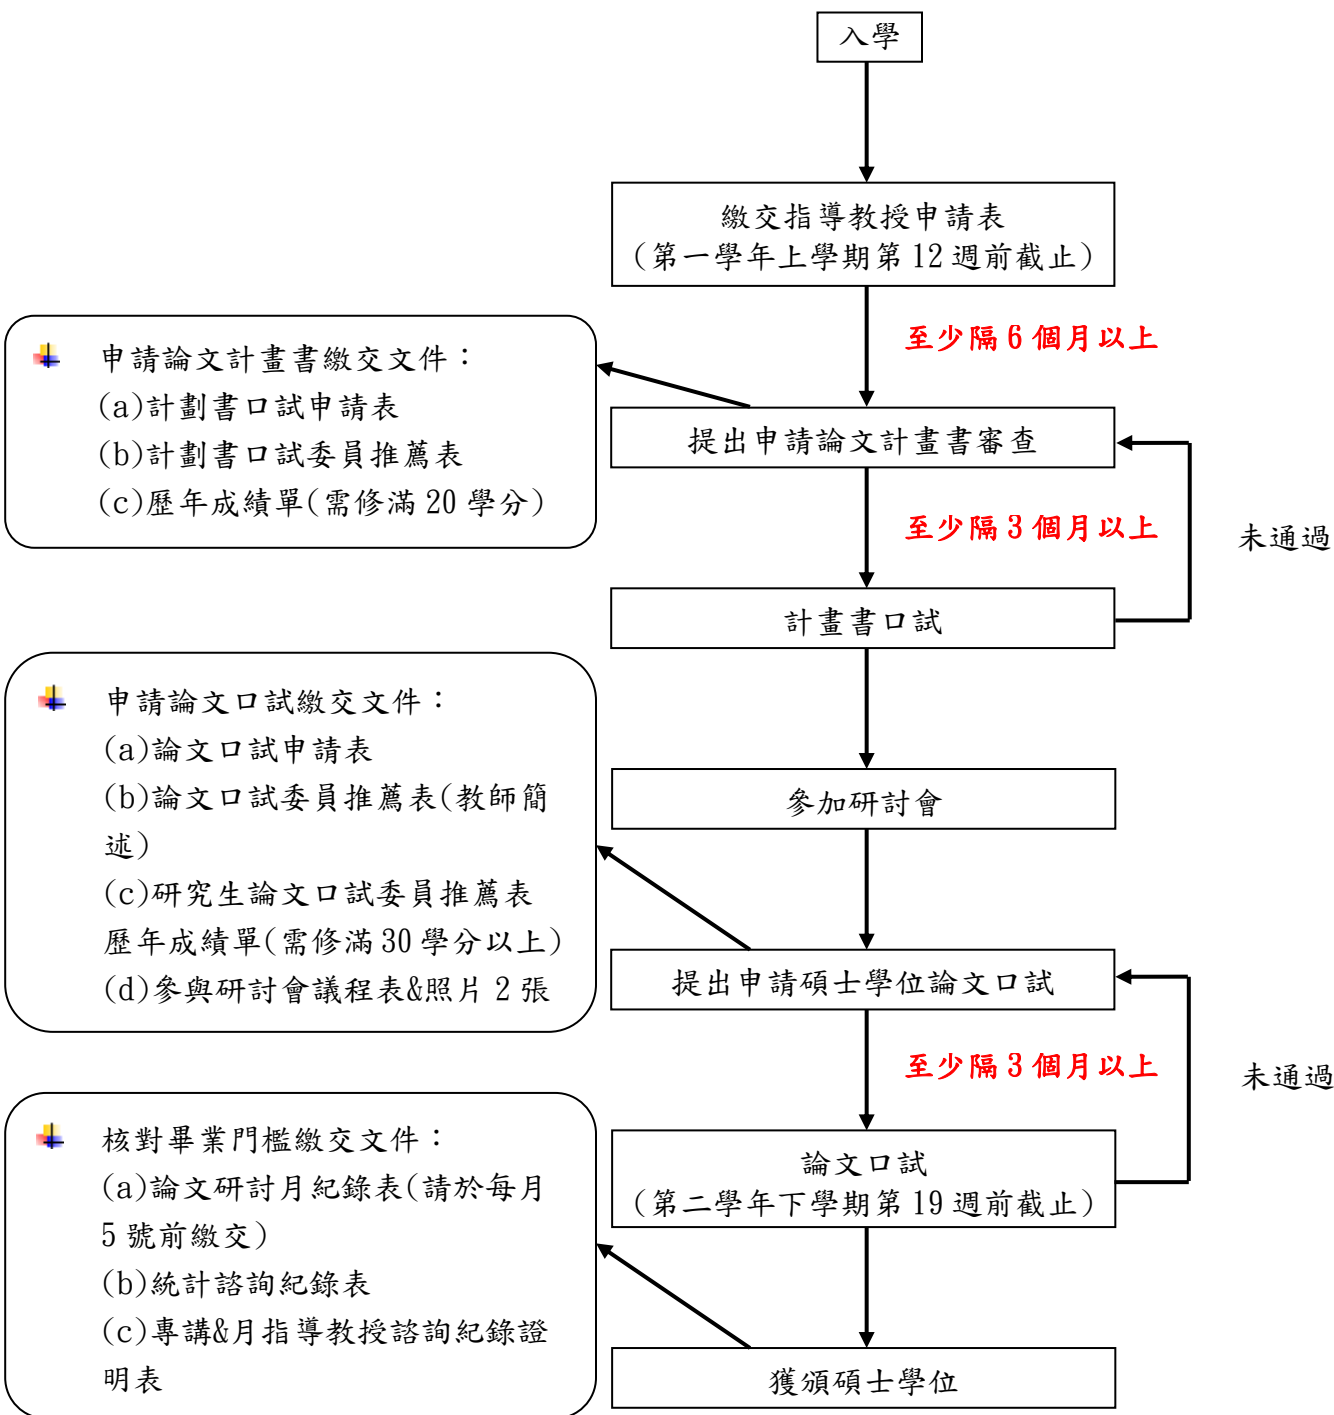 入學
繳交指導教授申請表
(第一學年上學期第 12 週前截止)
至少隔 6 個月以上
申請論文計畫書繳交文件：
(a)計劃書口試申請表
(b)計劃書口試委員推薦表
(c)歷年成績單(需修滿 20 學分)
提出申請論文計畫書審查
至少隔 3 個月以上
未通過
計畫書口試
申請論文口試繳交文件：
(a)論文口試申請表
(b)論文口試委員推薦表(教師簡
述)
(c)研究生論文口試委員推薦表
歷年成績單(需修滿 30 學分以上)
(d)參與研討會議程表&照片 2 張
參加研討會
提出申請碩士學位論文口試
至少隔 3 個月以上
未通過
核對畢業門檻繳交文件：
(a)論文研討月紀錄表(請於每月
5 號前繳交)
(b)統計諮詢紀錄表
(c)專講&月指導教授諮詢紀錄證
明表
論文口試
(第二學年下學期第 19 週前截止)
獲頒碩士學位